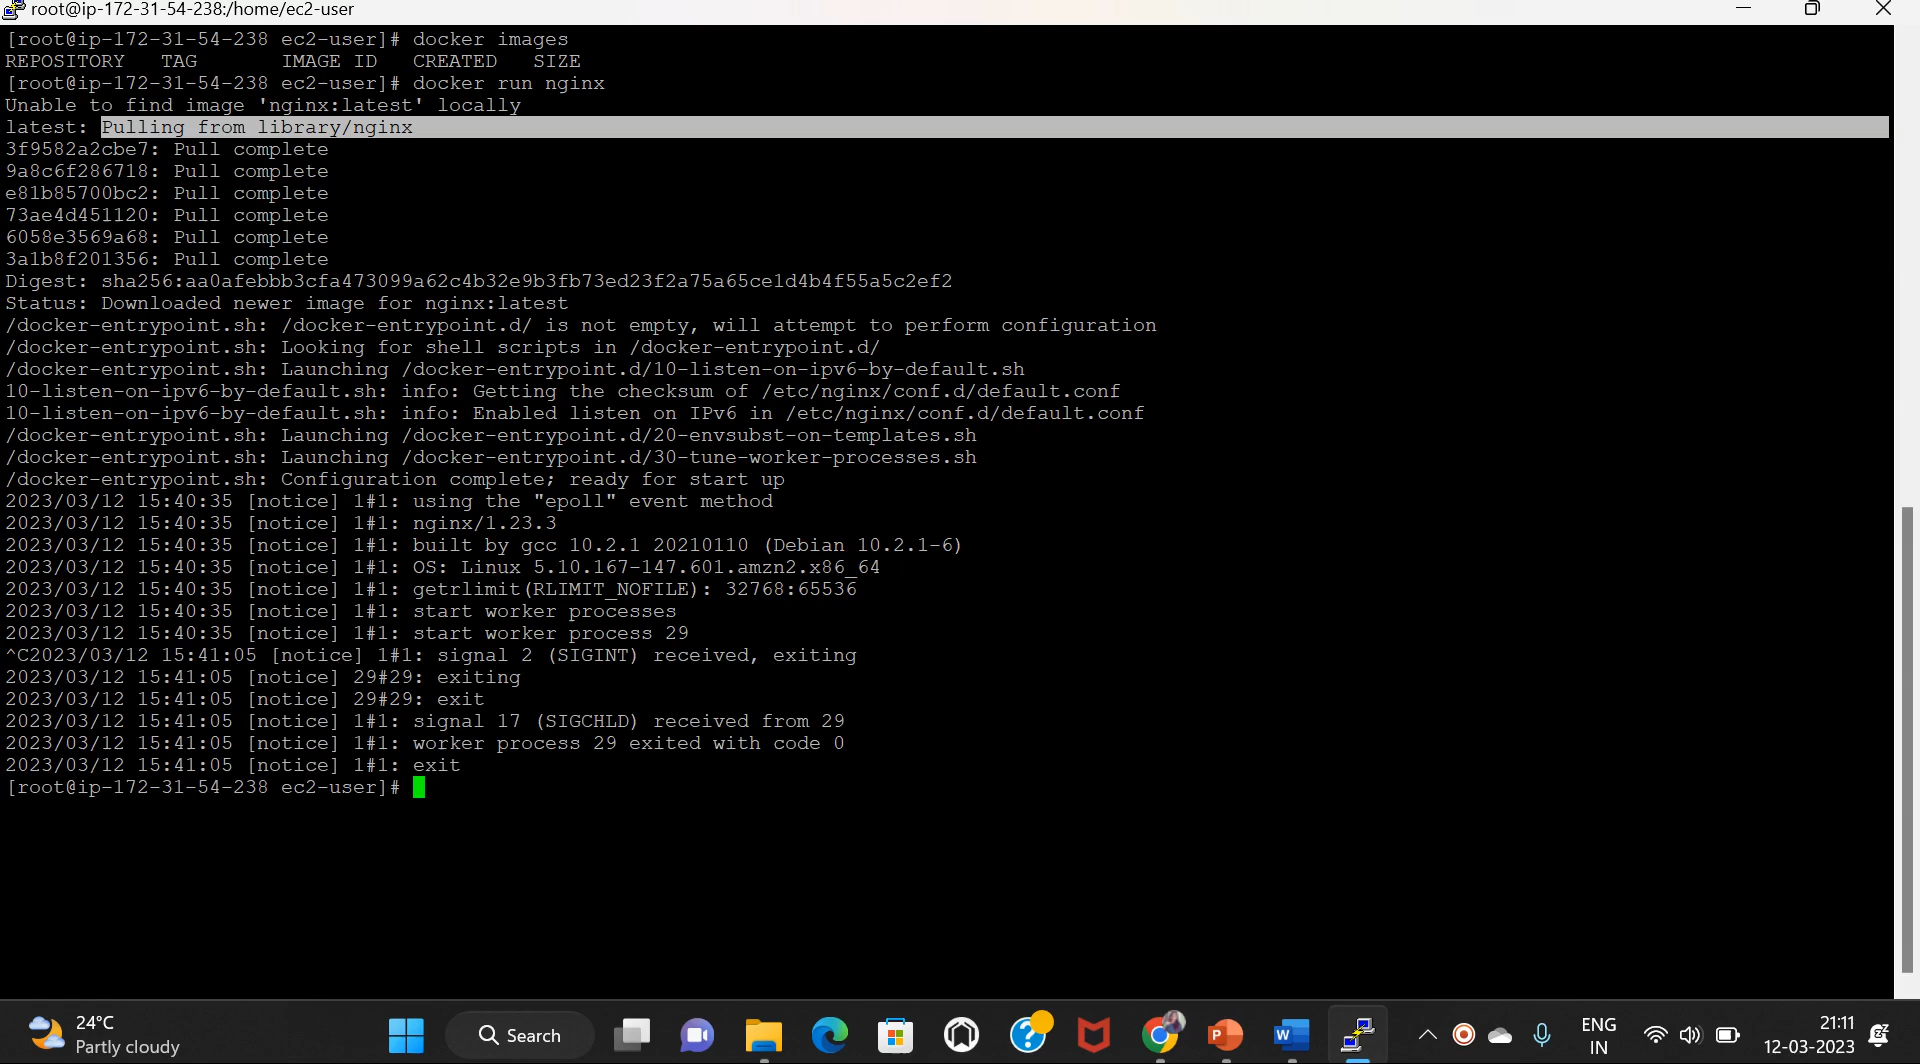 root@ip-172-31-54-238:/home/ec2-user
[root@ip-172-31-54-238 ec2-user]# docker images
REPOSITORY   TAG       IMAGE ID   CREATED   SIZE
[root@ip-172-31-54-238 ec2-user]# docker run nginx
Unable to find image 'nginx:latest' locally
latest: Pulling from library/nginx
3f9582a2cbe7: Pull complete
9a8c6f286718: Pull complete
e81b85700bc2: Pull complete
73ae4d451120: Pull complete
6058e3569a68: Pull complete
3a1b8f201356: Pull complete
Digest: sha256:aa0afebbb3cfa473099a62c4b32e9b3fb73ed23f2a75a65ce1d4b4f55a5c2ef2
Status: Downloaded newer image for nginx:latest
/docker-entrypoint.sh: /docker-entrypoint.d/ is not empty, will attempt to perform configuration
/docker-entrypoint.sh: Looking for shell scripts in /docker-entrypoint.d/
/docker-entrypoint.sh: Launching /docker-entrypoint.d/10-listen-on-ipv6-by-default.sh
10-listen-on-ipv6-by-default.sh: info: Getting the checksum of /etc/nginx/conf.d/default.conf
10-listen-on-ipv6-by-default.sh: info: Enabled listen on IPv6 in /etc/nginx/conf.d/default.conf
/docker-entrypoint.sh: Launching /docker-entrypoint.d/20-envsubst-on-templates.sh
/docker-entrypoint.sh: Launching /docker-entrypoint.d/30-tune-worker-processes.sh
/docker-entrypoint.sh: Configuration complete; ready for start up
2023/03/12 15:40:35 [notice] 1#1: using the "epoll" event method
2023/03/12 15:40:35 [notice] 1#1: nginx/1.23.3
2023/03/12 15:40:35 [notice] 1#1: built by gcc 10.2.1 20210110 (Debian 10.2.1-6)
2023/03/12 15:40:35 [notice] 1#1: OS: Linux 5.10.167-147.601.amzn2.x86_64
2023/03/12 15:40:35 [notice] 1#1: getrlimit(RLIMIT_NOFILE): 32768:65536
2023/03/12 15:40:35 [notice] 1#1: start worker processes
2023/03/12 15:40:35 [notice] 1#1: start worker process 29
^C2023/03/12 15:41:05 [notice] 1#1: signal 2 (SIGINT) received, exiting
2023/03/12 15:41:05 [notice] 29#29: exiting
2023/03/12 15:41:05 [notice] 29#29: exit
2023/03/12 15:41:05 [notice] 1#1: signal 17 (SIGCHLD) received from 29
2023/03/12 15:41:05 [notice] 1#1: worker process 29 exited with code 0
2023/03/12 15:41:05 [notice] 1#1: exit
[root@ip-172-31-54-238 ec2-user]#
24°C
Partly cloudy
Search
ENG
IN
21:11
12-03-2023